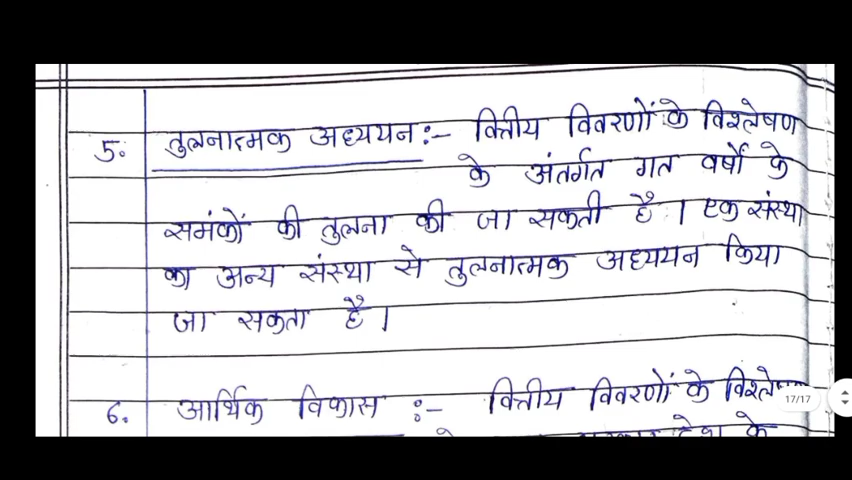 5. तुलनात्मक अध्ययन :- वित्तीय विवरणों के विश्लेषण
के अंतर्गत गत वर्षों के
समंकों की तुलना की जा सकती है । एक संस्था
का अन्य संस्था से तुलनात्मक अध्ययन किया
जा सकता है ।
6. आर्थिक विकास :- वित्तीय विवरणों के
17/17